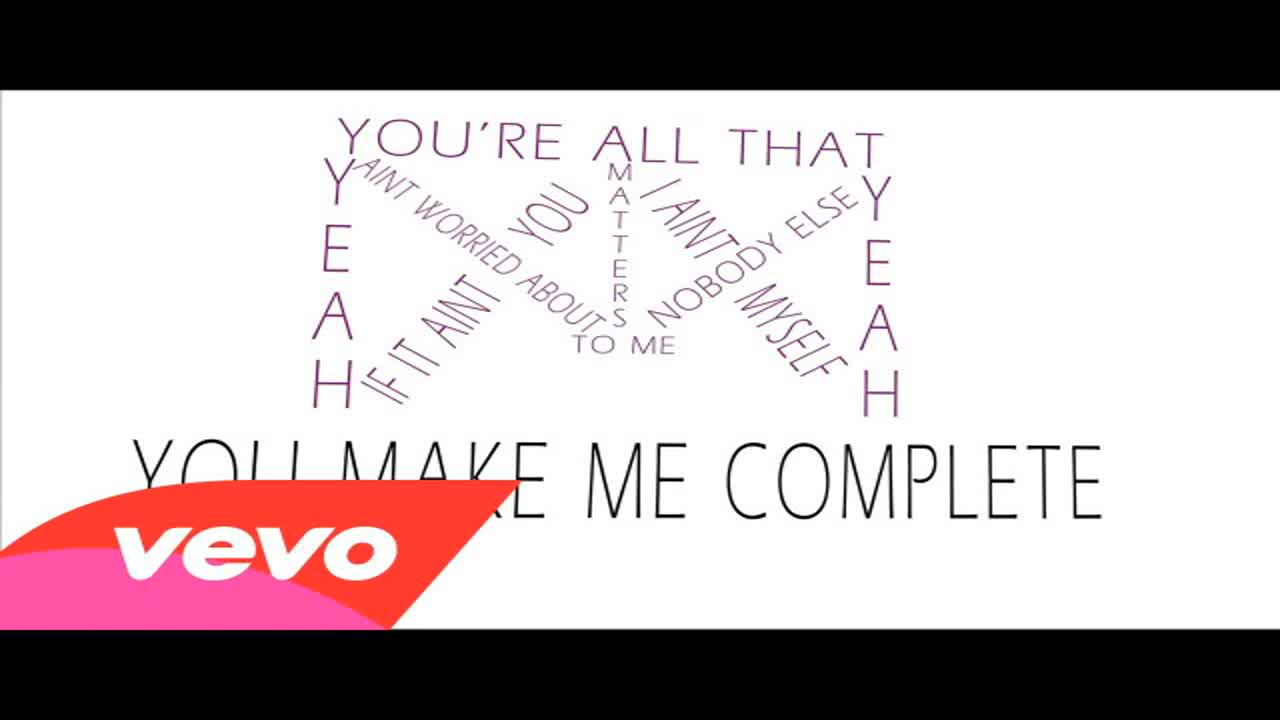 YOU'RE ALL THAT
MATTERS
TO ME
YEAH
AINT WORRIED ABOUT
NOBODY ELSE
YEAH
IF IT AINT YOU
I AINT MYSELF
YOU MAKE ME COMPLETE
vevo